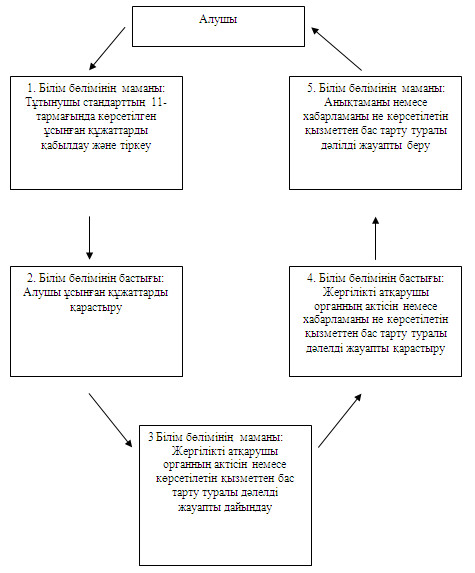 Алушы
1. Білім бөлімінің маманы:
Тұтынушы стандарттың 11-
тармағында көрсетілген
ұсынған құжаттарды
қабылдау және тіркеу
2. Білім бөлімінің бастығы:
Алушы ұсынған құжаттарды
қарастыру
3 Білім бөлімінің маманы:
Жергілікті атқарушы
органның актісін немесе
көрсетілетін қызметтен бас
тарту туралы дәлелді
жауапты дайындау
4. Білім бөлімінің бастығы:
Жергілікті атқарушы
органның актісін немесе
хабарламаны не көрсетілетін
қызметтен бас тарту туралы
дәлелді жауапты қарастыру
5. Білім бөлімінің маманы:
Анықтаманы немесе
хабарламаны не көрсетілетін
қызметтен бас тарту туралы
дәлілді жауапты беру